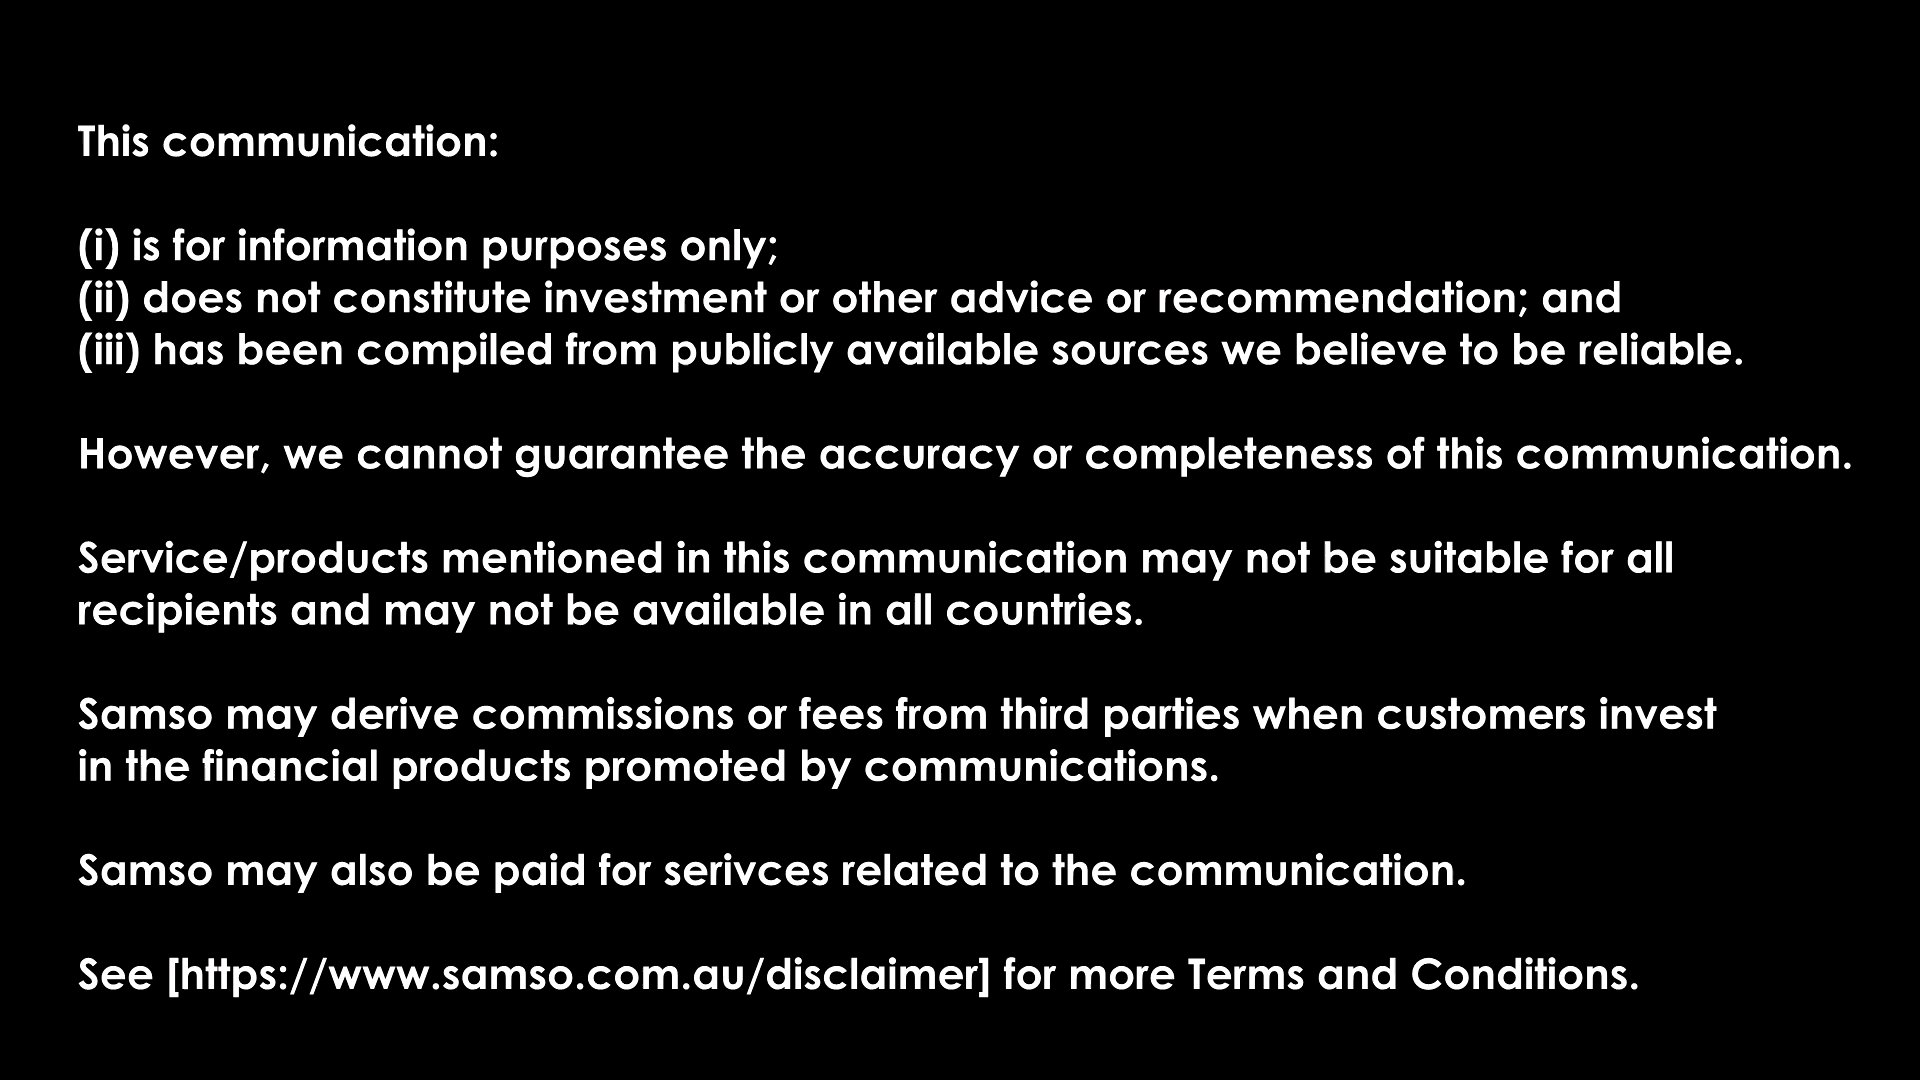 This communication:
(i) is for information purposes only;
(ii) does not constitute investment or other advice or recommendation; and
(iii) has been compiled from publicly available sources we believe to be reliable.
However, we cannot guarantee the accuracy or completeness of this communication.
Service/products mentioned in this communication may not be suitable for all
recipients and may not be available in all countries.
Samso may derive commissions or fees from third parties when customers invest
in the financial products promoted by communications.
Samso may also be paid for serivces related to the communication.
See [https://www.samso.com.au/disclaimer] for more Terms and Conditions.